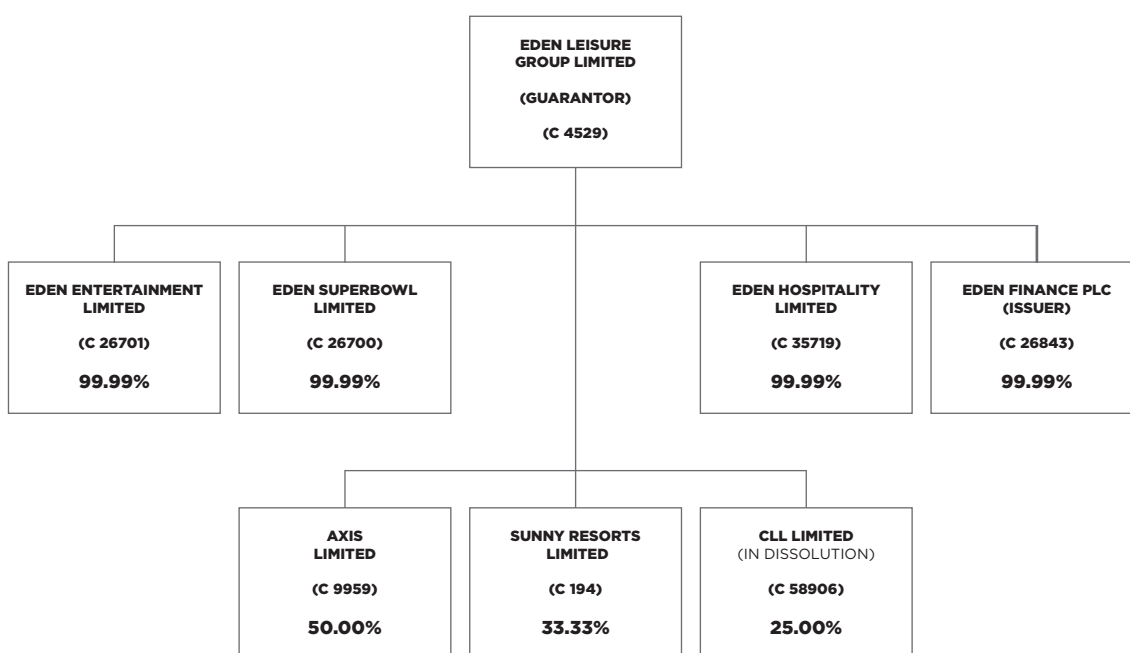 EDEN LEISURE
GROUP LIMITED
(GUARANTOR)
(C 4529)
EDEN ENTERTAINMENT
LIMITED
(C 26701)
99.99%
EDEN SUPERBOWL
LIMITED
(C 26700)
99.99%
EDEN HOSPITALITY
LIMITED
(C 35719)
99.99%
EDEN FINANCE PLC
(ISSUER)
(C 26843)
99.99%
AXIS
LIMITED
(C 9959)
50.00%
SUNNY RESORTS
LIMITED
(C 194)
33.33%
CLL LIMITED
(IN DISSOLUTION)
(C 58906)
25.00%